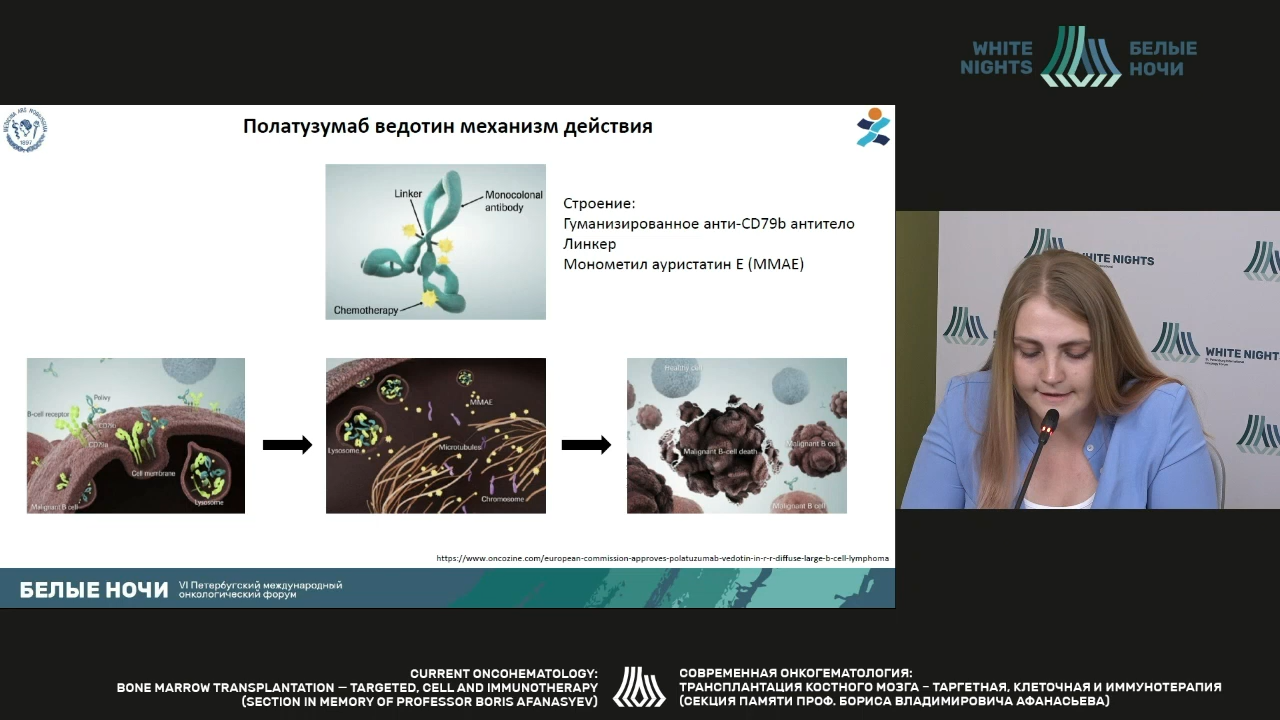 WHITE
NIGHTS
БЕЛЫЕ
НОЧИ
1897
Полатузумаб ведотин механизм действия
Linker
Monocolonal
antibody
Chemotherapy
Строение:
Гуманизированное анти-CD79b антитело
Линкер
Монометил ауристатин Е (ММАЕ)
Polivy
B-cell receptor
CD79b
CD79a
Cell membrane
Lysosome
Malignant B cell
MMAE
Lysosome
Microtubules
Chromosome
Healthy cell
Malignant B cell
Malignant B-cell death
Malignant B cell
https://www.oncozine.com/european-commission-approves-polatuzumab-vedotin-in-r-r-diffuse-large-b-cell-lymphoma
БЕЛЫЕ НОЧИ
VI Петербугский международный
онкологический форум
WHITE NIGHTS
WHITE NIGHTS
CURRENT ONCOHEMATOLOGY:
BONE MARROW TRANSPLANTATION – TARGETED, CELL AND IMMUNOTHERAPY
(SECTION IN MEMORY OF PROFESSOR BORIS AFANASYEV)
СОВРЕМЕННАЯ ОНКОГЕМАТОЛОГИЯ:
ТРАНСПЛАНТАЦИЯ КОСТНОГО МОЗГА – ТАРГЕТНАЯ, КЛЕТОЧНАЯ И ИММУНОТЕРАПИЯ
(СЕКЦИЯ ПАМЯТИ ПРОФ. БОРИСА ВЛАДИМИРОВИЧА АФАНАСЬЕВА)